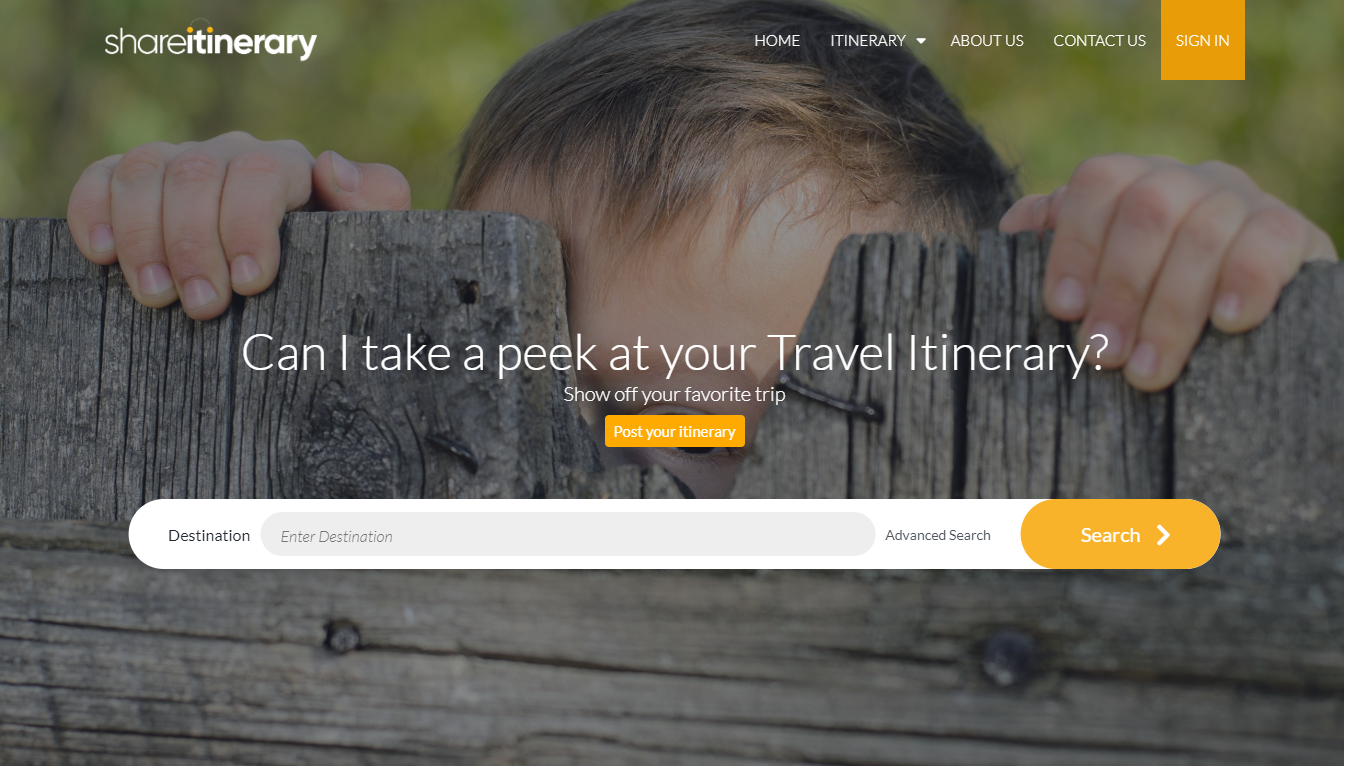 shareitinerary
HOME ITINERARY ABOUT US CONTACT US SIGN IN
Can I take a peek at your Travel Itinerary?
Show off your favorite trip
Post your itinerary
Destination Enter Destination Advanced Search Search